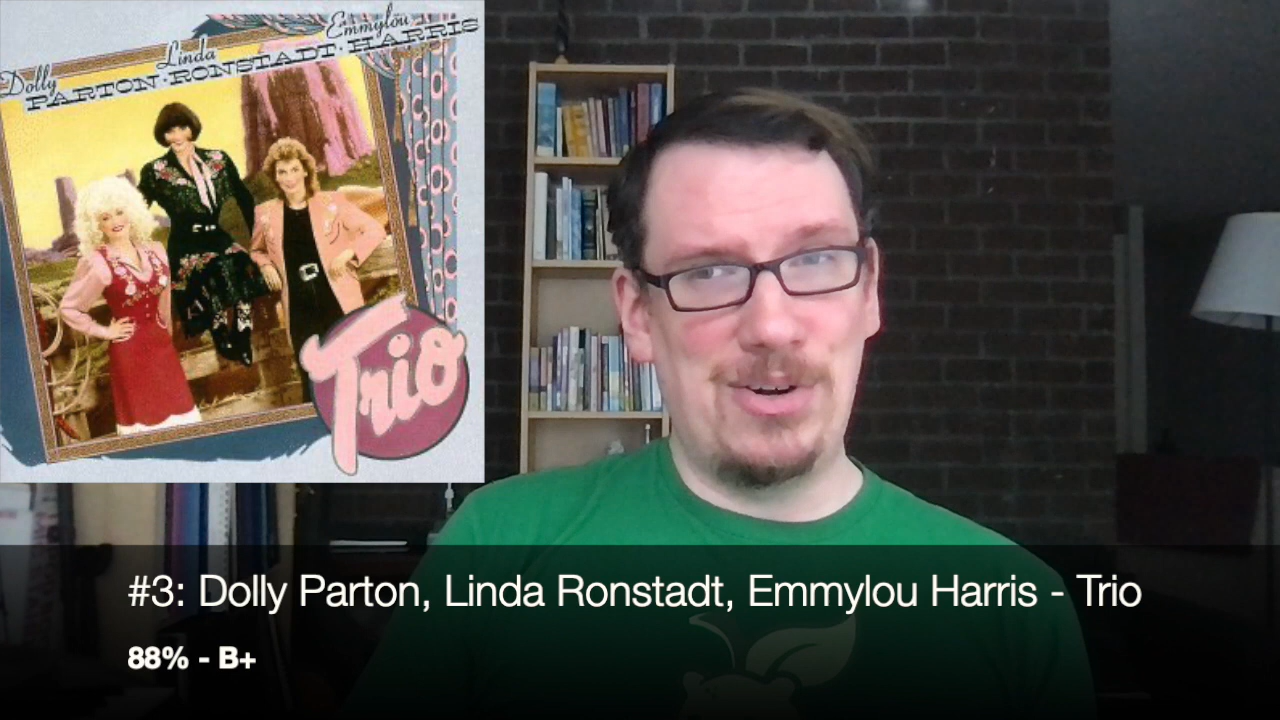 Dolly Linda Emmylou
PARTON · RONSTADT · HARRIS
Trio
#3: Dolly Parton, Linda Ronstadt, Emmylou Harris - Trio
88% - B+